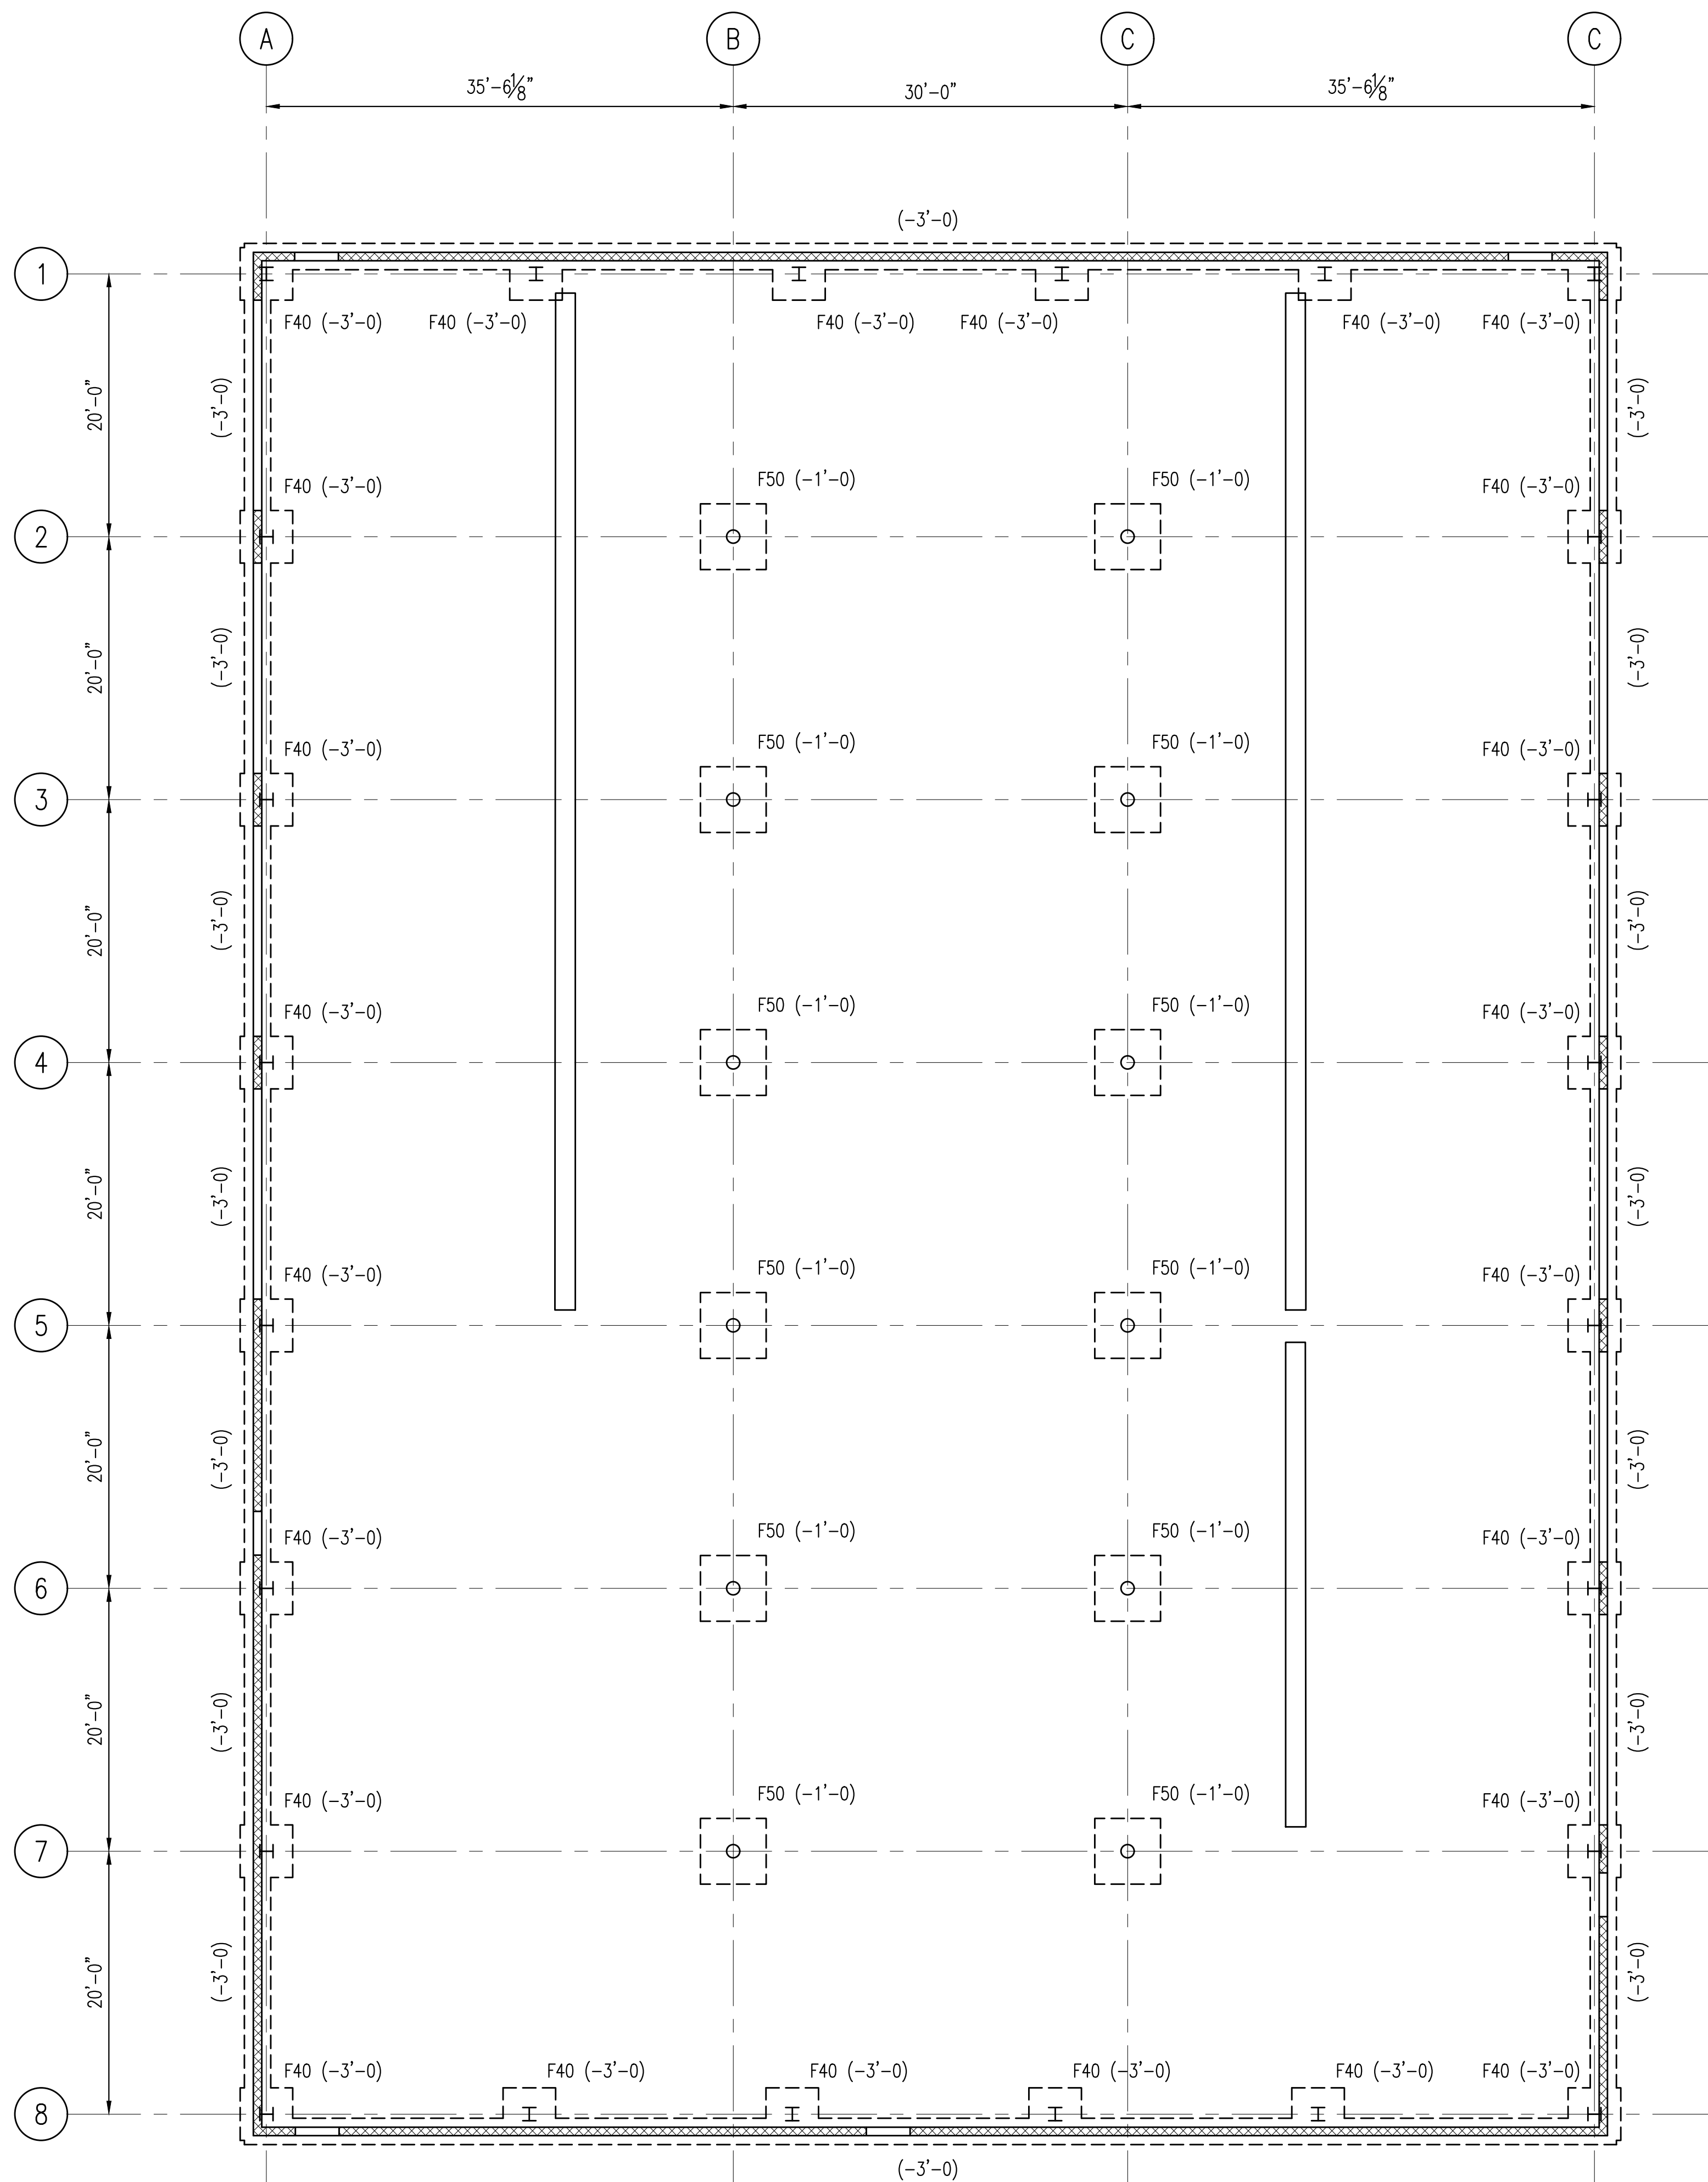 A B C C
35'-6 1/8" 30'-0" 35'-6 1/8"
(-3'-0)
1
F40 (-3'-0) F40 (-3'-0) F40 (-3'-0) F40 (-3'-0) F40 (-3'-0) F40 (-3'-0)
20'-0" (-3'-0) (-3'-0)
F40 (-3'-0) F50 (-1'-0) F50 (-1'-0) F40 (-3'-0)
2
20'-0" (-3'-0) (-3'-0)
F40 (-3'-0) F50 (-1'-0) F50 (-1'-0) F40 (-3'-0)
3
20'-0" (-3'-0) (-3'-0)
F40 (-3'-0) F50 (-1'-0) F50 (-1'-0) F40 (-3'-0)
4
20'-0" (-3'-0) (-3'-0)
F40 (-3'-0) F50 (-1'-0) F50 (-1'-0) F40 (-3'-0)
5
20'-0" (-3'-0) (-3'-0)
F40 (-3'-0) F50 (-1'-0) F50 (-1'-0) F40 (-3'-0)
6
20'-0" (-3'-0) (-3'-0)
F40 (-3'-0) F50 (-1'-0) F50 (-1'-0) F40 (-3'-0)
7
20'-0" (-3'-0) (-3'-0)
F40 (-3'-0) F40 (-3'-0) F40 (-3'-0) F40 (-3'-0) F40 (-3'-0) F40 (-3'-0)
8
(-3'-0)